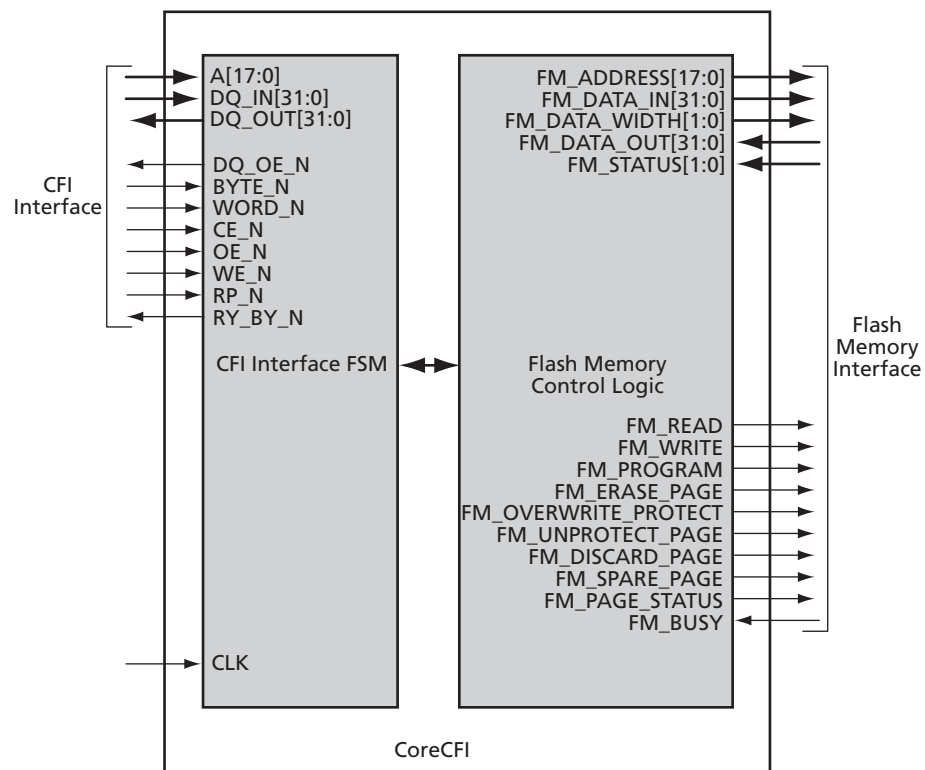 A[17:0]
DQ_IN[31:0]
DQ_OUT[31:0]
DQ_OE_N
BYTE_N
WORD_N
CE_N
OE_N
WE_N
RP_N
RY_BY_N
CFI
Interface
CFI Interface FSM
CLK
FM_ADDRESS[17:0]
FM_DATA_IN[31:0]
FM_DATA_WIDTH[1:0]
FM_DATA_OUT[31:0]
FM_STATUS[1:0]
Flash Memory
Control Logic
FM_READ
FM_WRITE
FM_PROGRAM
FM_ERASE_PAGE
FM_OVERWRITE_PROTECT
FM_UNPROTECT_PAGE
FM_DISCARD_PAGE
FM_SPARE_PAGE
FM_PAGE_STATUS
FM_BUSY
Flash
Memory
Interface
CoreCFI